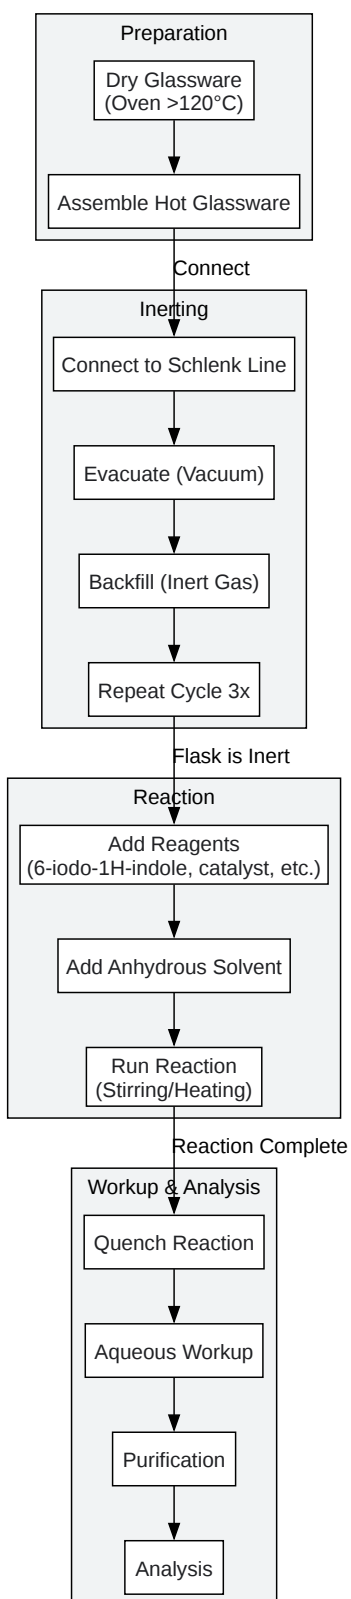 Preparation
Dry Glassware
(Oven >120°C)
Assemble Hot Glassware
Connect
Inerting
Connect to Schlenk Line
Evacuate (Vacuum)
Backfill (Inert Gas)
Repeat Cycle 3x
Flask is Inert
Reaction
Add Reagents
(6-iodo-1H-indole, catalyst, etc.)
Add Anhydrous Solvent
Run Reaction
(Stirring/Heating)
Reaction Complete
Workup & Analysis
Quench Reaction
Aqueous Workup
Purification
Analysis